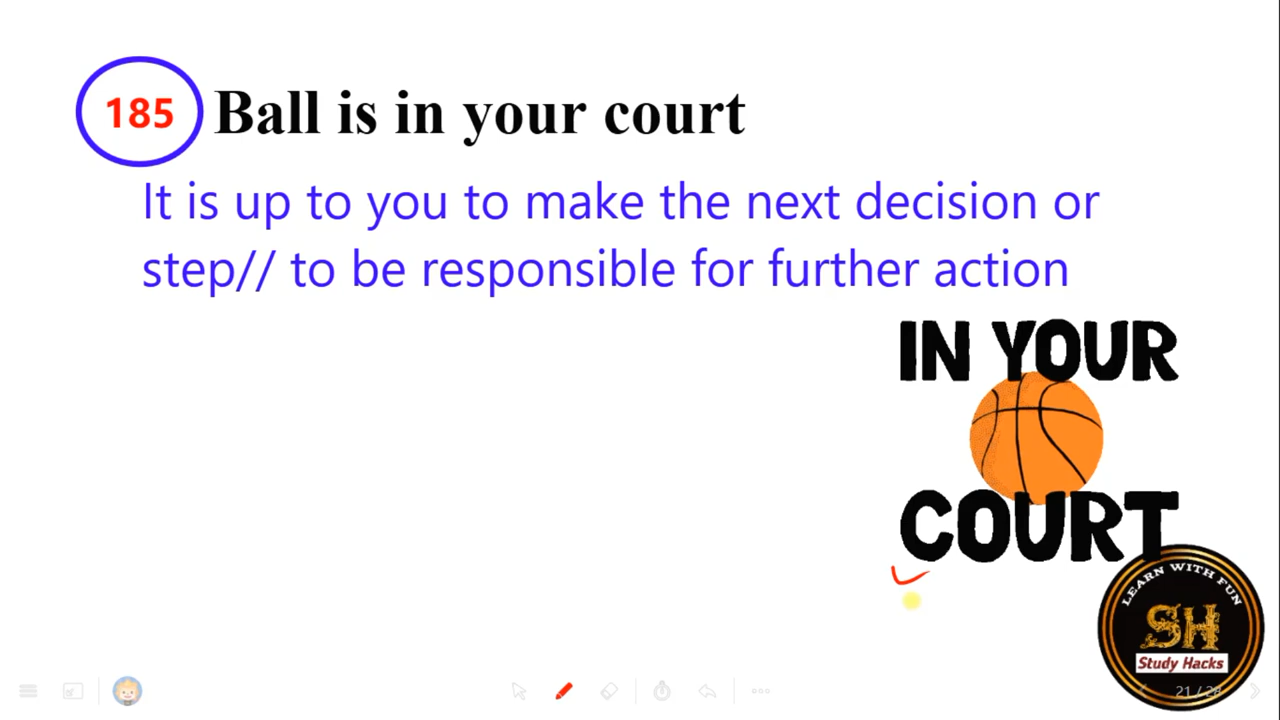 185 Ball is in your court
It is up to you to make the next decision or
step// to be responsible for further action
IN YOUR
COURT
LEARN WITH FUN
SH
Study Hacks